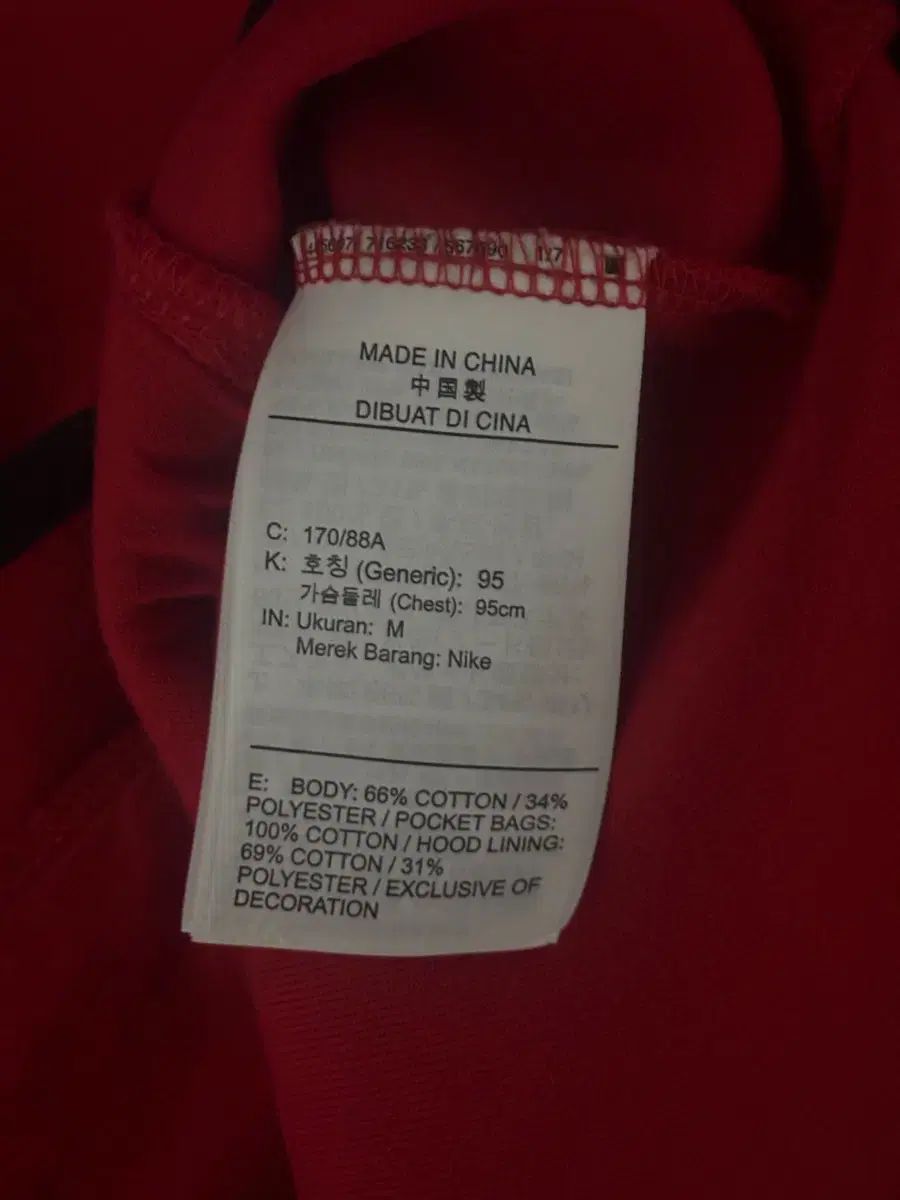 MADE IN CHINA
中国製
DIBUAT DI CINA
C: 170/88A
K: 호칭 (Generic): 95
가슴둘레 (Chest): 95cm
IN: Ukuran: M
Merek Barang: Nike
E: BODY: 66% COTTON / 34%
POLYESTER / POCKET BAGS:
100% COTTON / HOOD LINING:
69% COTTON / 31%
POLYESTER / EXCLUSIVE OF
DECORATION